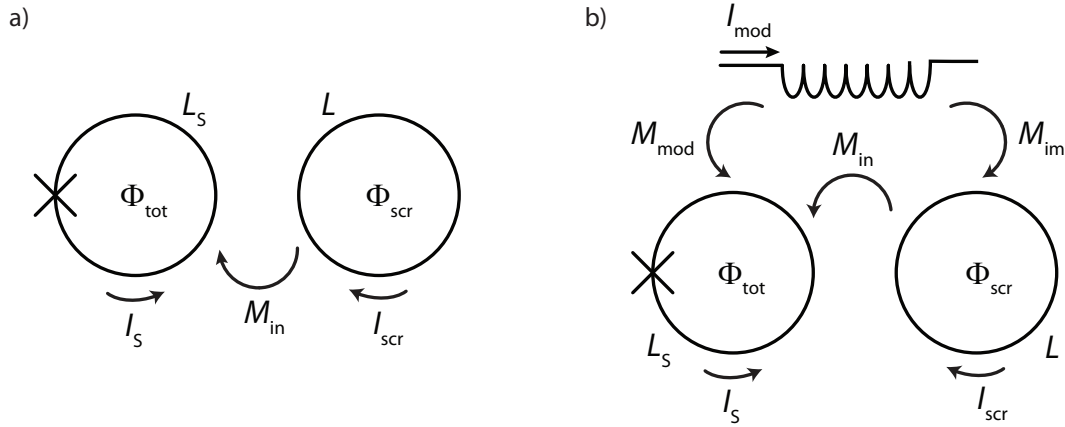 a)
L_S
L
Φ_tot
Φ_scr
I_S
M_in
I_scr
b)
I_mod
M_mod
M_in
M_im
Φ_tot
Φ_scr
L_S
L
I_S
I_scr